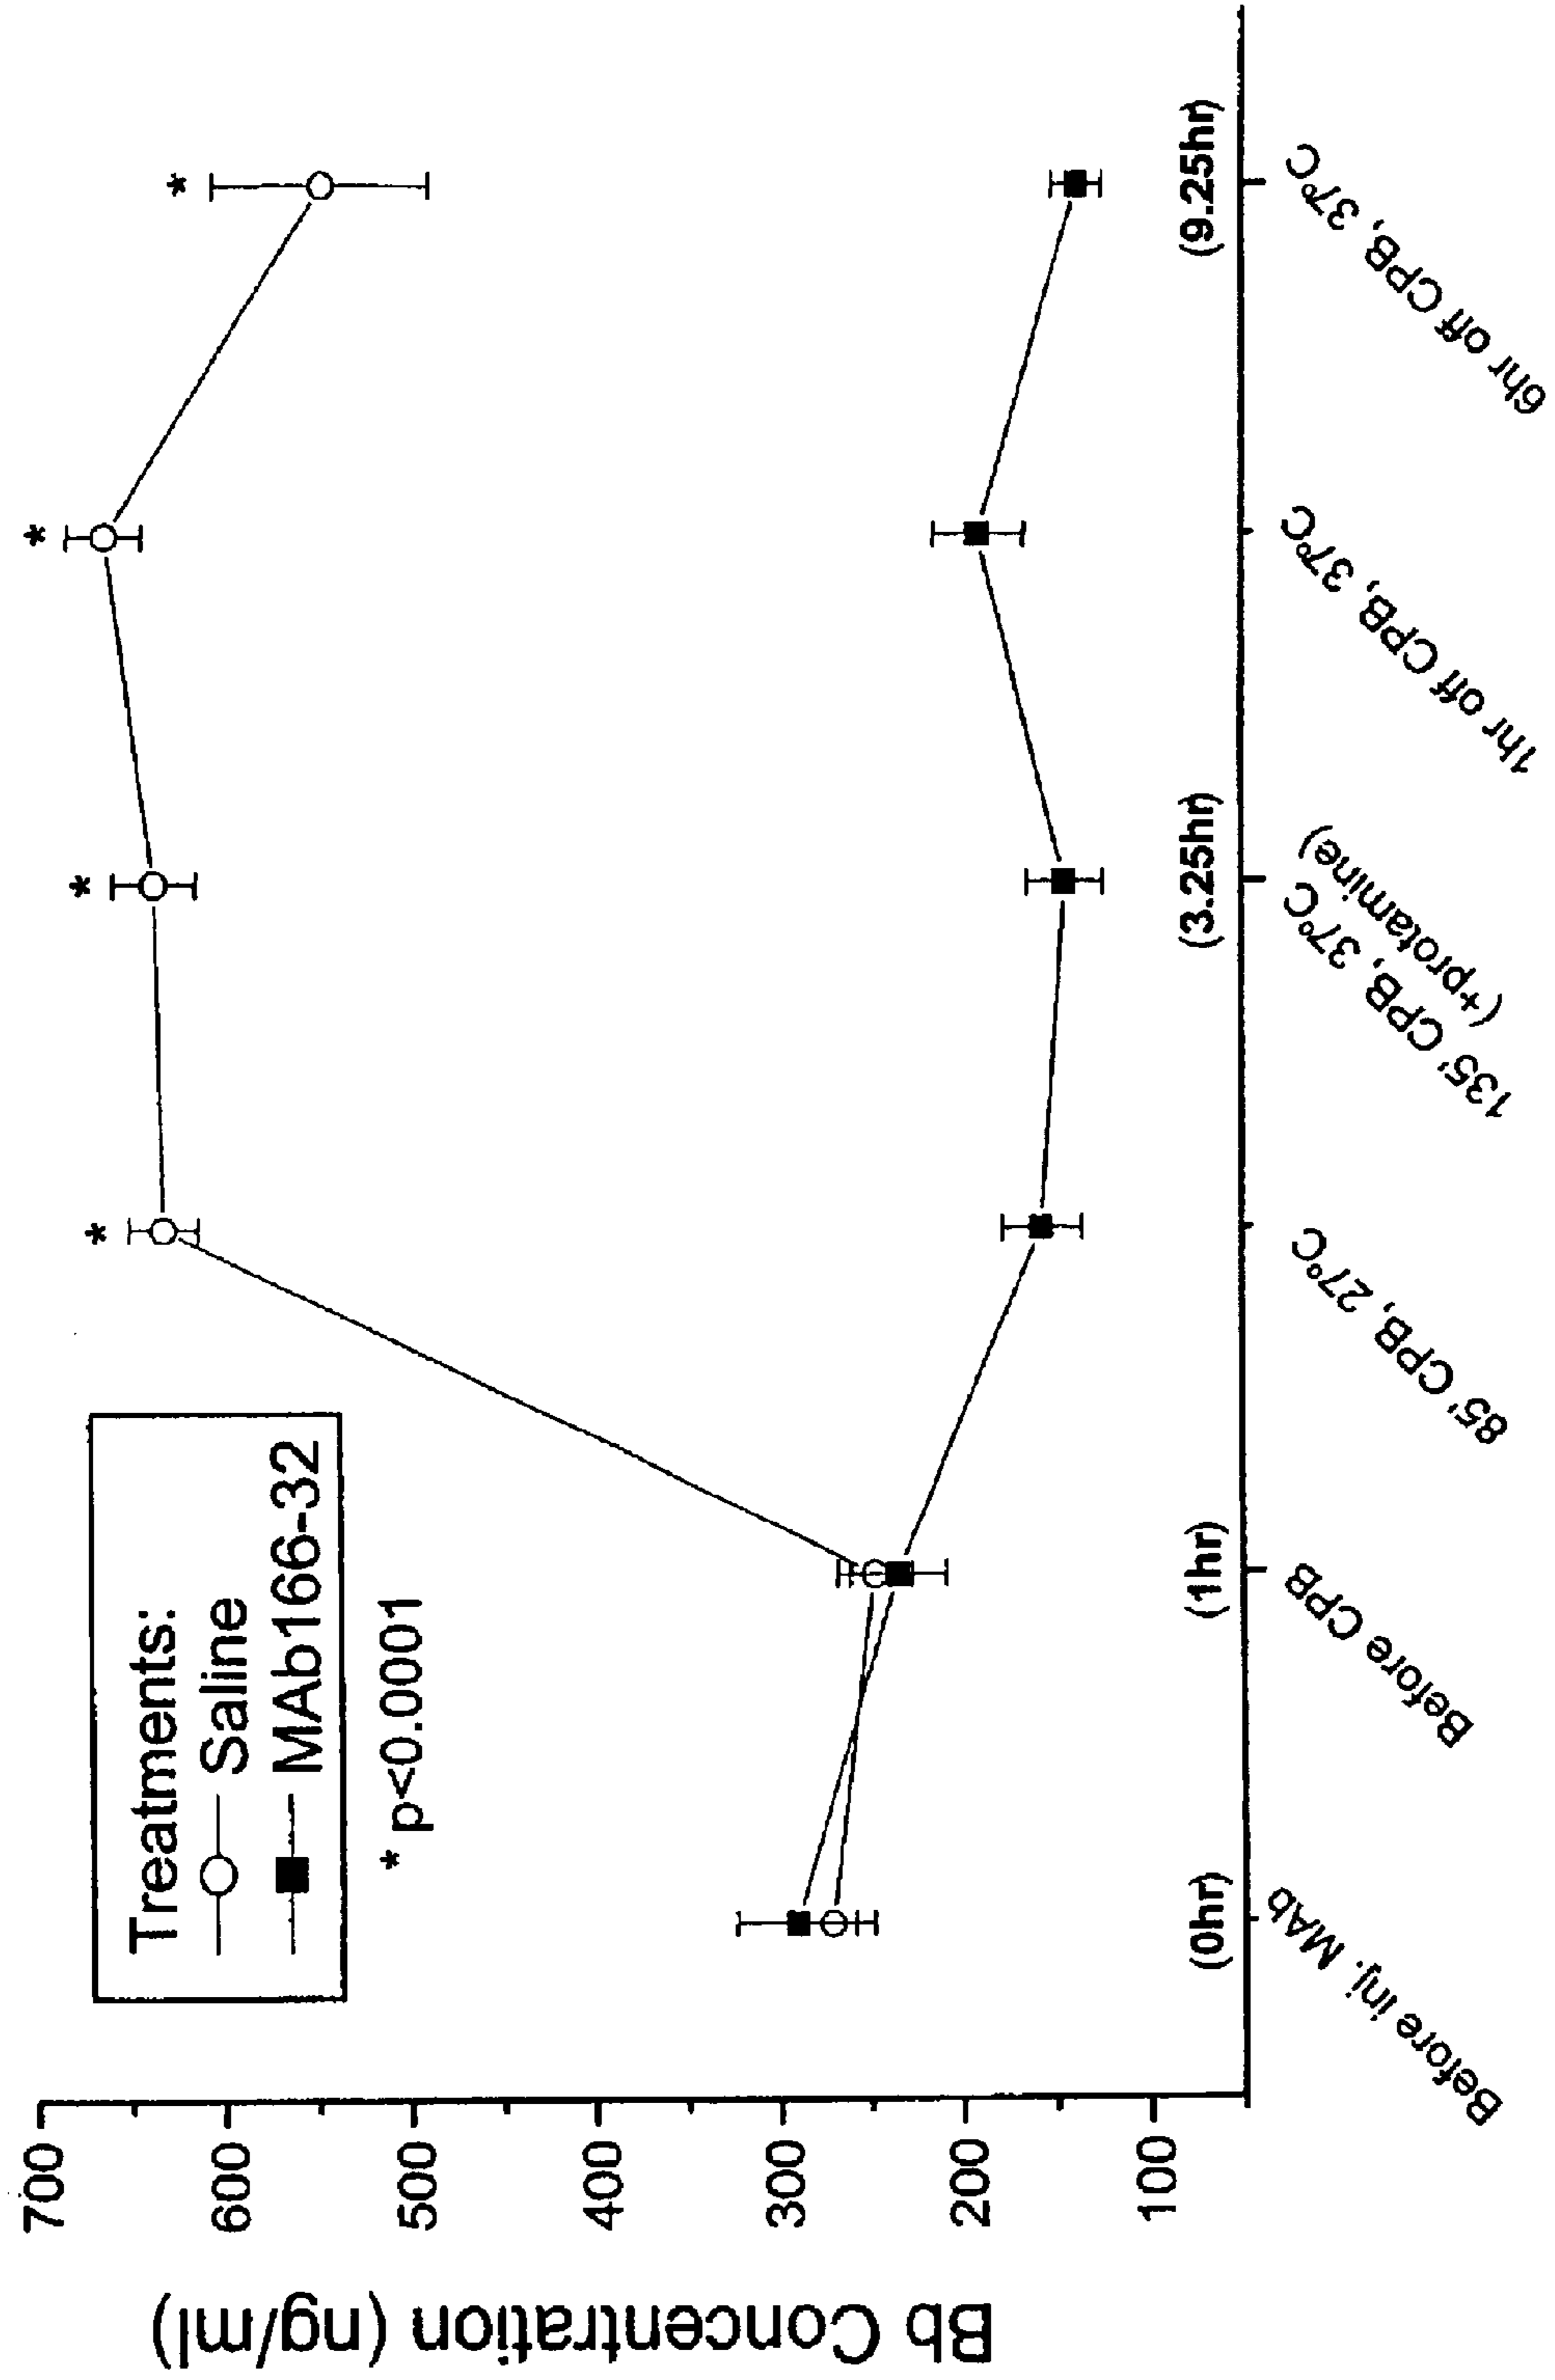 Bb Concentration (ng/ml)
700
600
500
400
300
200
100
Treatments:
Saline
MAb166-32
* p<0.0001
*
*
*
*
(0hr)
(1hr)
(3.25hr)
(9.25hr)
Before inj. MAb
Before CPB
85' CPB, 27°C
135' CPB, 37°C
(+protamine)
1hr off CPB, 37°C
6hr off CPB, 37°C